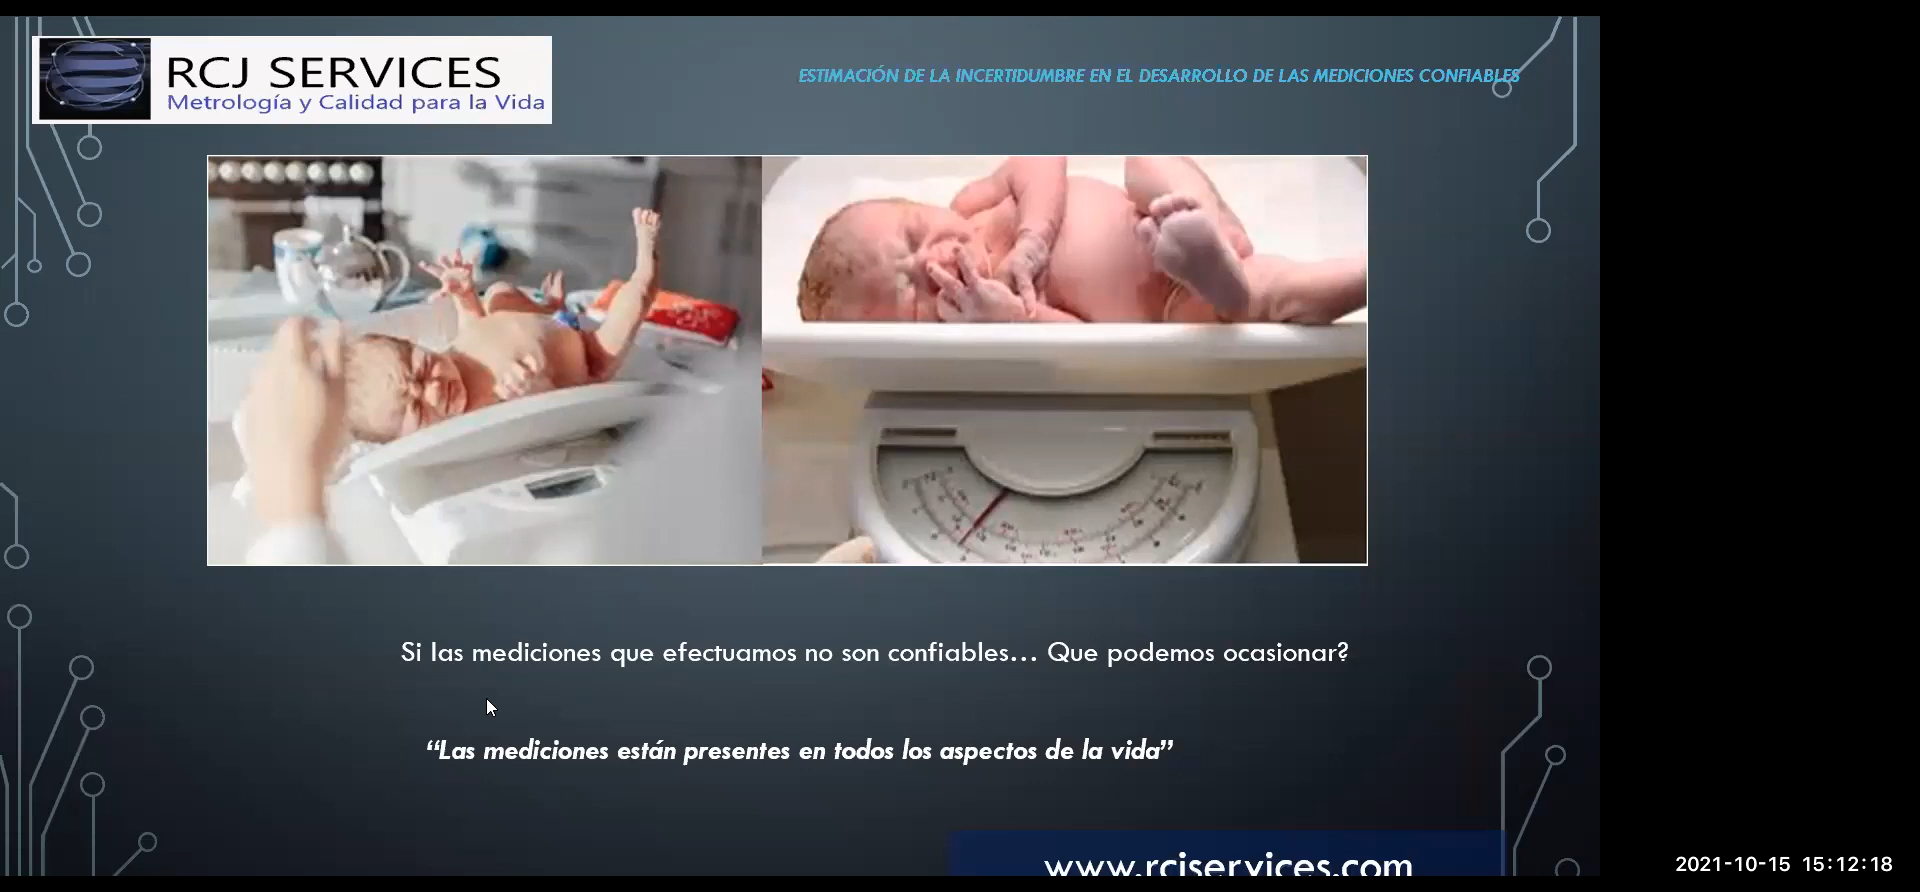 RCJ SERVICES
Metrología y Calidad para la Vida
ESTIMACIÓN DE LA INCERTIDUMBRE EN EL DESARROLLO DE LAS MEDICIONES CONFIABLES
Si las mediciones que efectuamos no son confiables... Que podemos ocasionar?
“Las mediciones están presentes en todos los aspectos de la vida”
www.rcjservices.com
2021-10-15 15:12:18